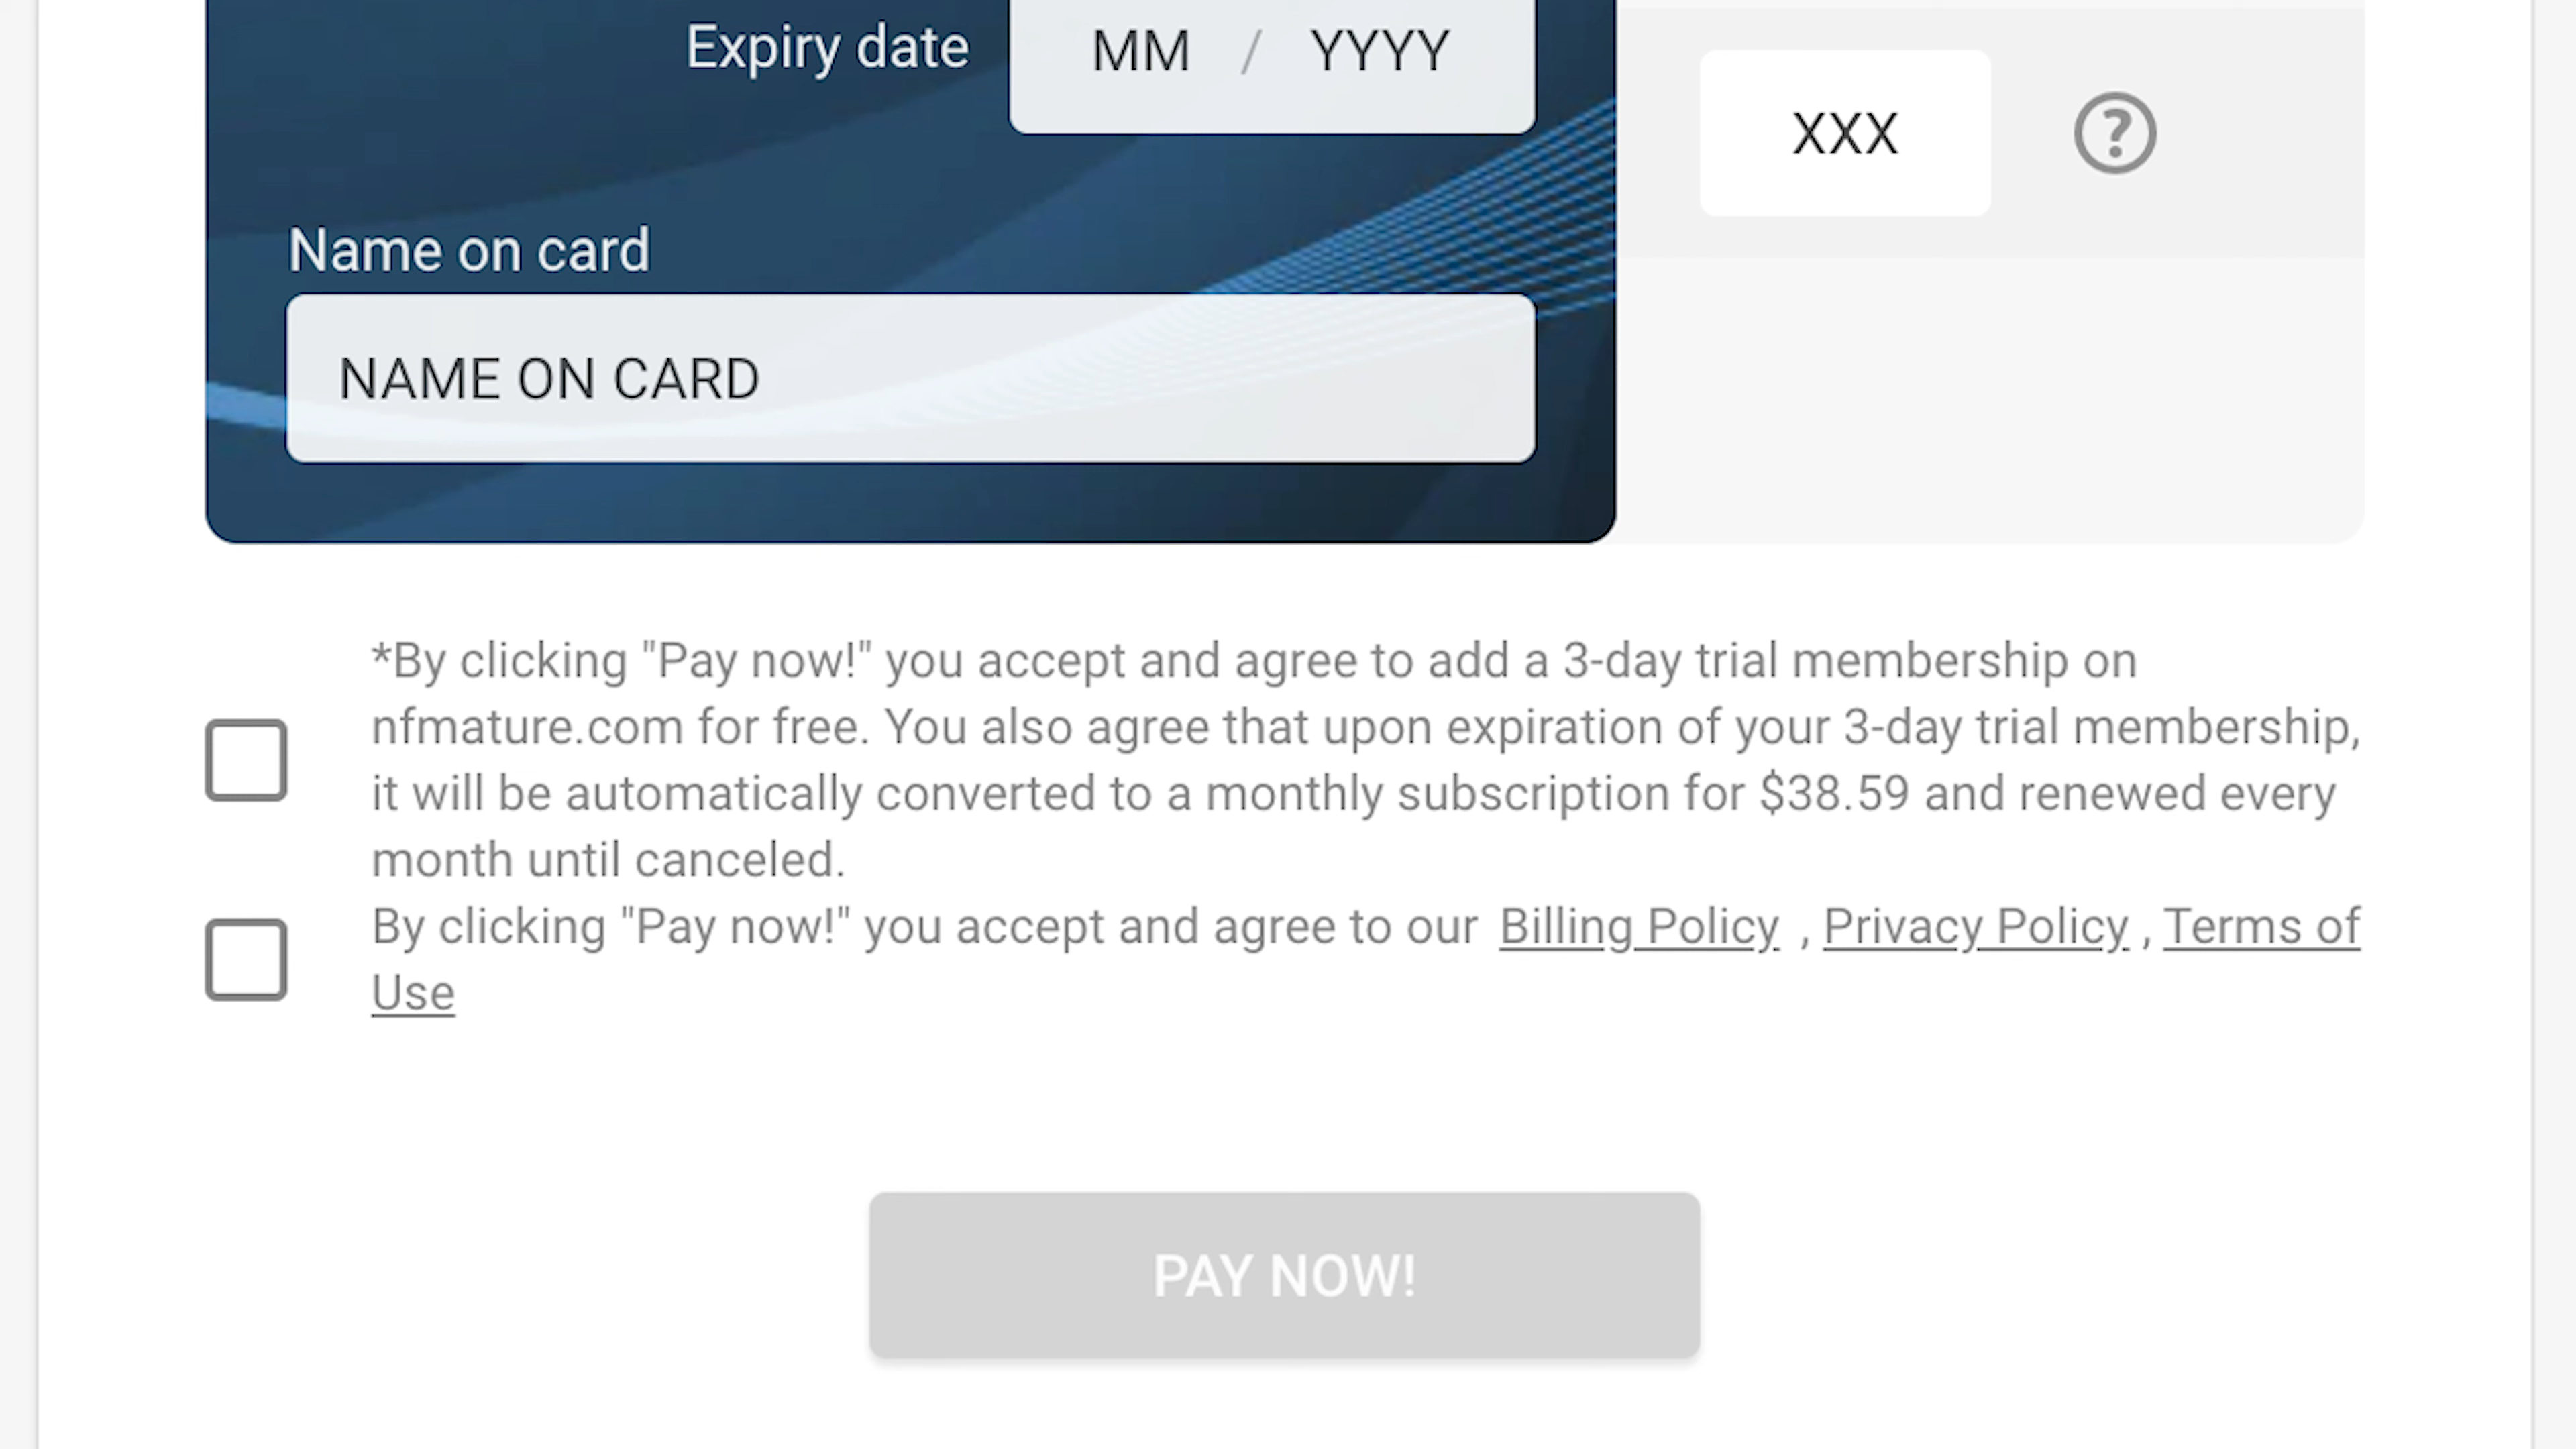 Expiry date
MM / YYYY
XXX
?
Name on card
NAME ON CARD
*By clicking "Pay now!" you accept and agree to add a 3-day trial membership on
nfmature.com for free. You also agree that upon expiration of your 3-day trial membership,
it will be automatically converted to a monthly subscription for $38.59 and renewed every
month until canceled.
By clicking "Pay now!" you accept and agree to our Billing Policy , Privacy Policy , Terms of
Use
PAY NOW!